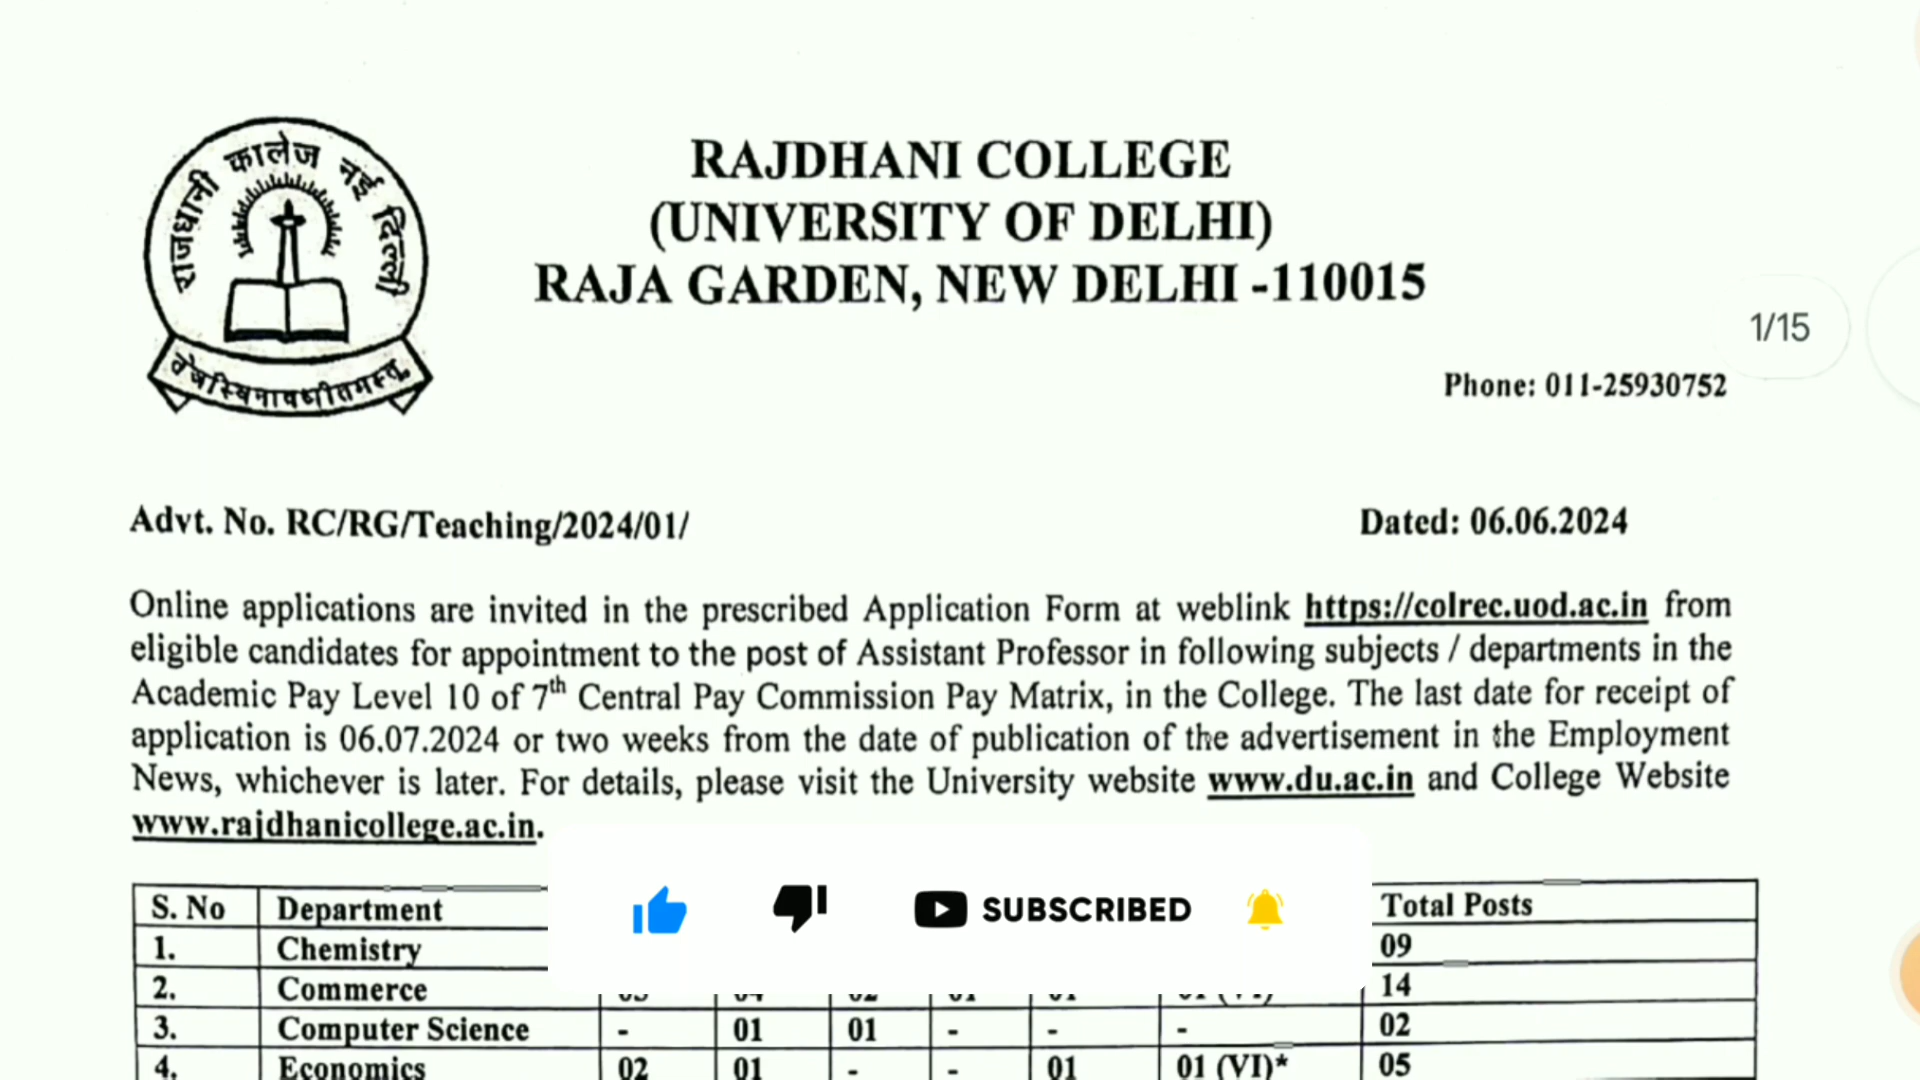 राजधानी कालेज नई दिल्ली
RAJDHANI COLLEGE
(UNIVERSITY OF DELHI)
RAJA GARDEN, NEW DELHI -110015
1/15
Phone: 011-25930752
Advt. No. RC/RG/Teaching/2024/01/ Dated: 06.06.2024
Online applications are invited in the prescribed Application Form at weblink https://colrec.uod.ac.in from
eligible candidates for appointment to the post of Assistant Professor in following subjects / departments in the
Academic Pay Level 10 of 7th Central Pay Commission Pay Matrix, in the College. The last date for receipt of
application is 06.07.2024 or two weeks from the date of publication of the advertisement in the Employment
News, whichever is later. For details, please visit the University website www.du.ac.in and College Website
www.rajdhanicollege.ac.in.
SUBSCRIBED
S. No Department Total Posts
1. Chemistry 09
2. Commerce 14
3. Computer Science - 01 01 - - - 02
4. Economics 02 01 - - 01 01 (VI)* 05